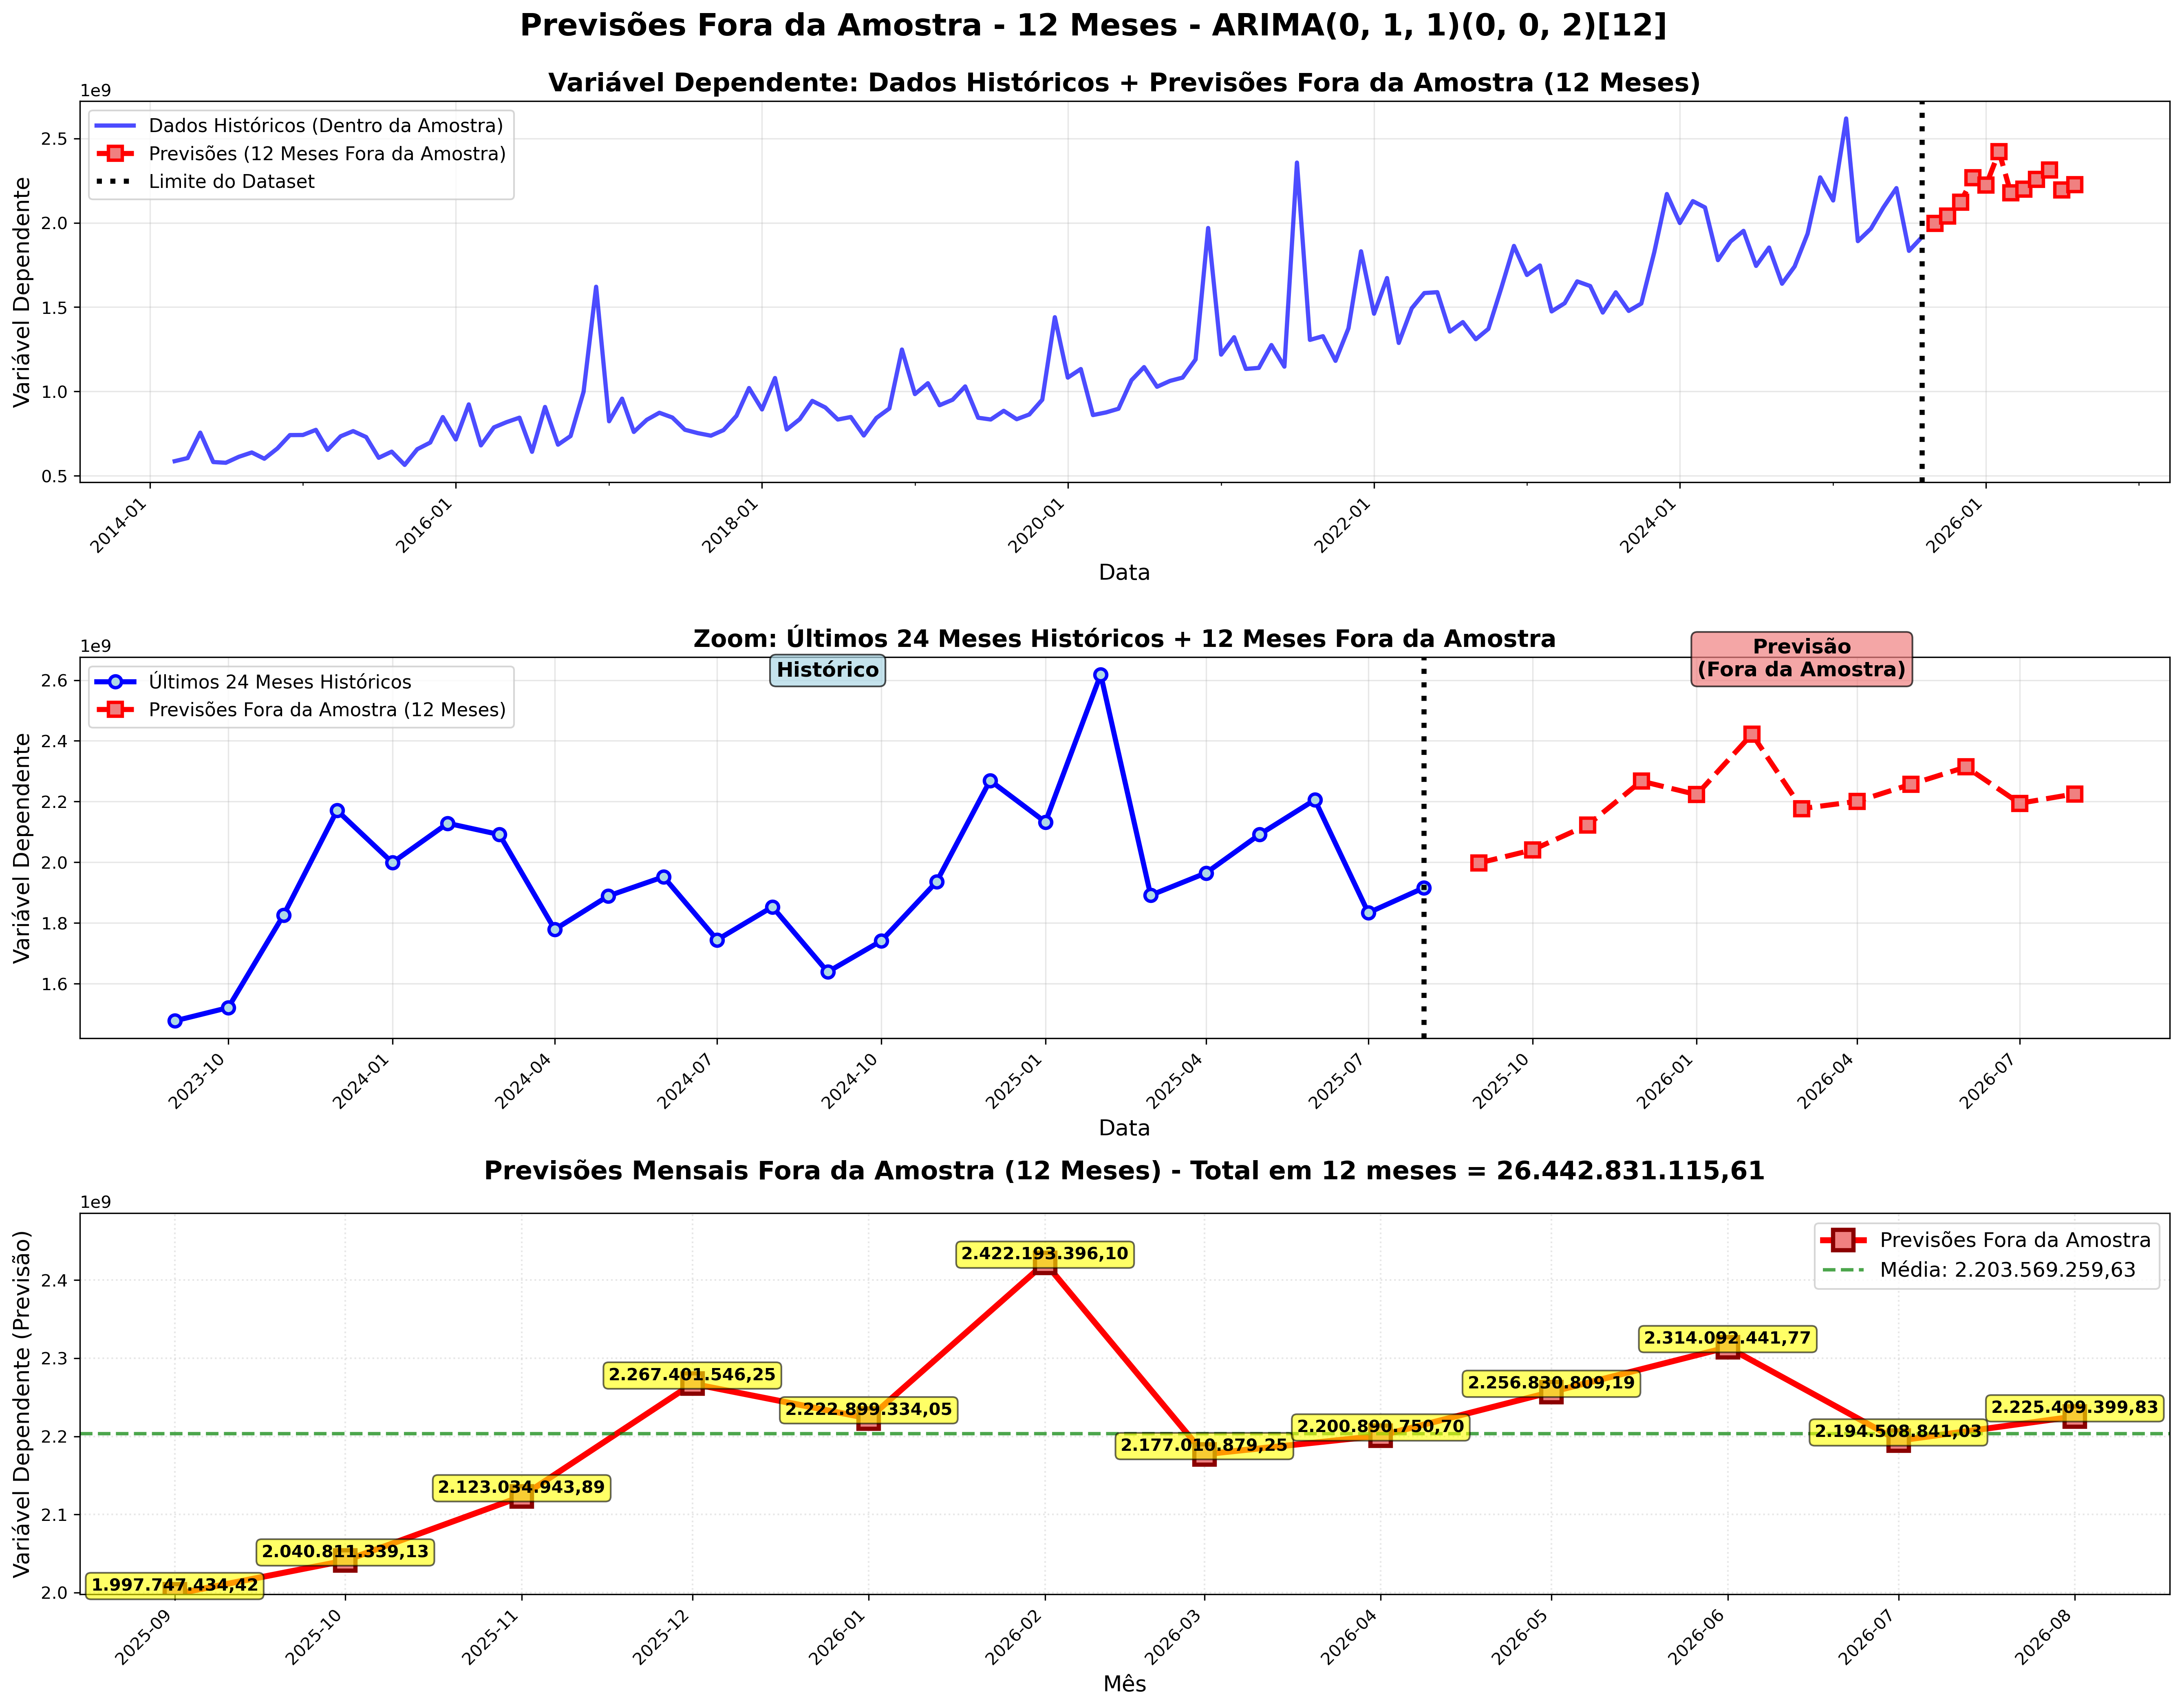 Previsões Fora da Amostra - 12 Meses - ARIMA(0, 1, 1)(0, 0, 2)[12]
Variável Dependente: Dados Históricos + Previsões Fora da Amostra (12 Meses)
1e9
Dados Históricos (Dentro da Amostra)
Previsões (12 Meses Fora da Amostra)
Limite do Dataset
Variável Dependente
2.5
2.0
1.5
1.0
0.5
2014-01
2016-01
2018-01
2020-01
2022-01
2024-01
2026-01
Data
Zoom: Últimos 24 Meses Históricos + 12 Meses Fora da Amostra
1e9
Últimos 24 Meses Históricos
Previsões Fora da Amostra (12 Meses)
Histórico
Previsão
(Fora da Amostra)
Variável Dependente
2.6
2.4
2.2
2.0
1.8
1.6
2023-10
2024-01
2024-04
2024-07
2024-10
2025-01
2025-04
2025-07
2025-10
2026-01
2026-04
2026-07
Data
Previsões Mensais Fora da Amostra (12 Meses) - Total em 12 meses = 26.442.831.115,61
1e9
Previsões Fora da Amostra
Média: 2.203.569.259,63
Variável Dependente (Previsão)
2.4
2.3
2.2
2.1
2.0
1.997.747.434,42
2.040.811.339,13
2.123.034.943,89
2.267.401.546,25
2.222.899.334,05
2.422.193.396,10
2.177.010.879,25
2.200.890.750,70
2.256.830.809,19
2.314.092.441,77
2.194.508.841,03
2.225.409.399,83
2025-09
2025-10
2025-11
2025-12
2026-01
2026-02
2026-03
2026-04
2026-05
2026-06
2026-07
2026-08
Mês